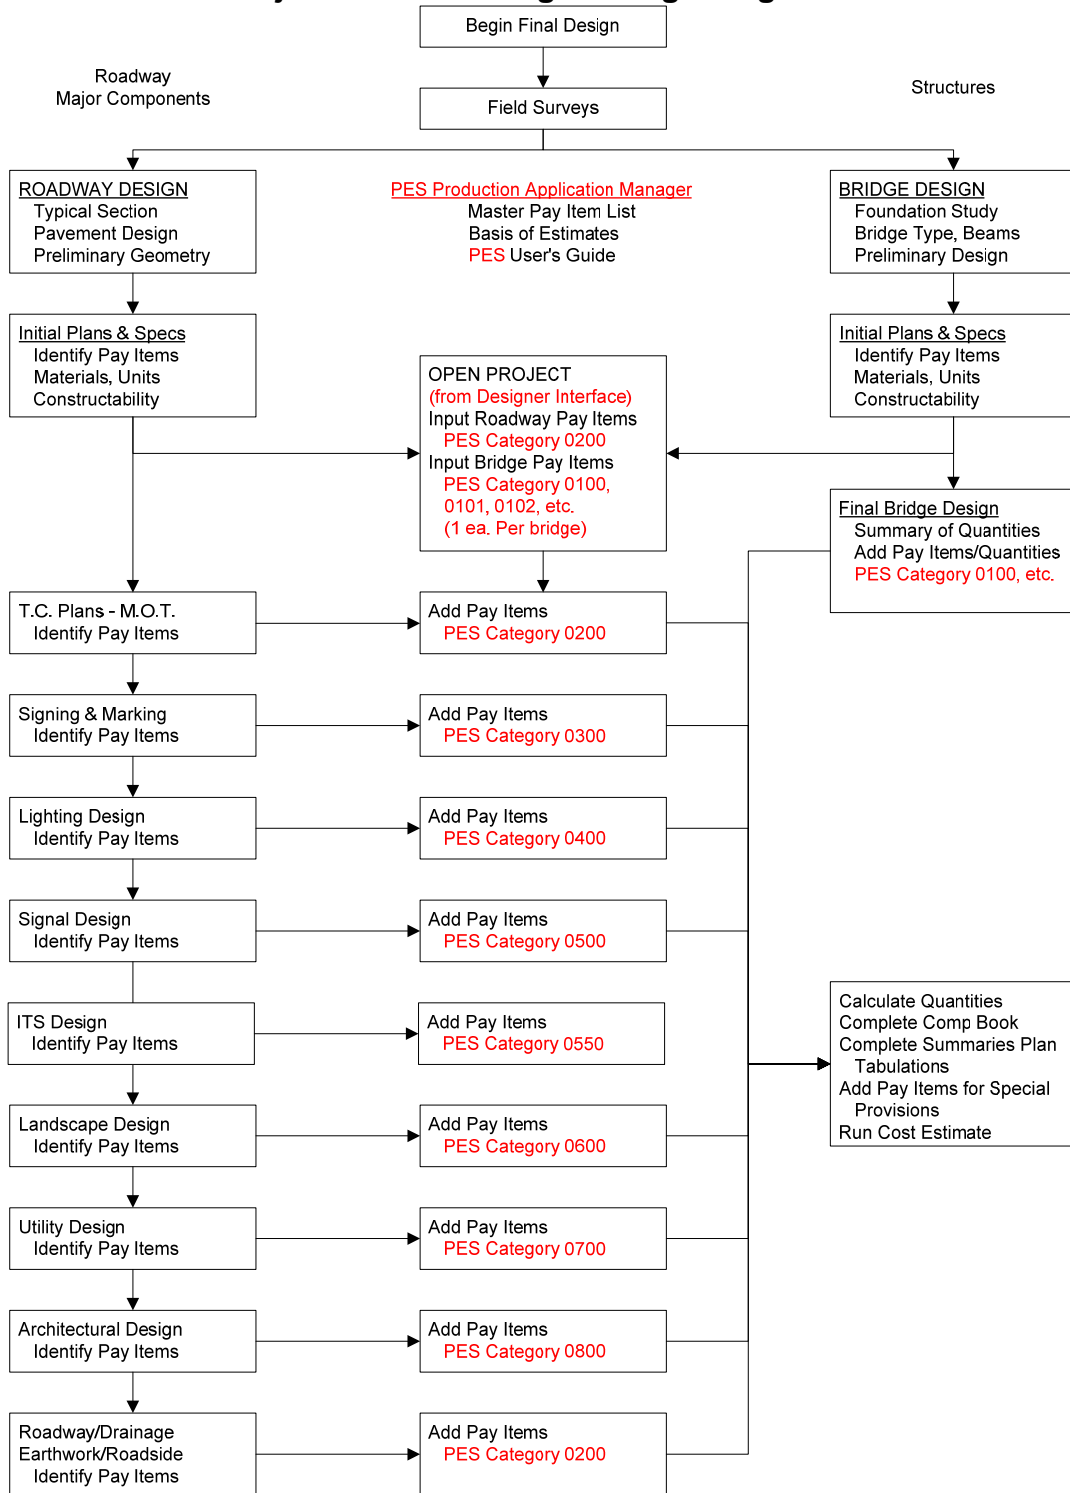 Begin Final Design
Roadway
Major Components
Structures
Field Surveys
ROADWAY DESIGN
Typical Section
Pavement Design
Preliminary Geometry
PES Production Application Manager
Master Pay Item List
Basis of Estimates
PES User's Guide
BRIDGE DESIGN
Foundation Study
Bridge Type, Beams
Preliminary Design
Initial Plans & Specs
Identify Pay Items
Materials, Units
Constructability
OPEN PROJECT
(from Designer Interface)
Input Roadway Pay Items
PES Category 0200
Input Bridge Pay Items
PES Category 0100,
0101, 0102, etc.
(1 ea. Per bridge)
Initial Plans & Specs
Identify Pay Items
Materials, Units
Constructability
Final Bridge Design
Summary of Quantities
Add Pay Items/Quantities
PES Category 0100, etc.
T.C. Plans - M.O.T.
Identify Pay Items
Add Pay Items
PES Category 0200
Signing & Marking
Identify Pay Items
Add Pay Items
PES Category 0300
Lighting Design
Identify Pay Items
Add Pay Items
PES Category 0400
Signal Design
Identify Pay Items
Add Pay Items
PES Category 0500
ITS Design
Identify Pay Items
Add Pay Items
PES Category 0550
Calculate Quantities
Complete Comp Book
Complete Summaries Plan
Tabulations
Add Pay Items for Special
Provisions
Run Cost Estimate
Landscape Design
Identify Pay Items
Add Pay Items
PES Category 0600
Utility Design
Identify Pay Items
Add Pay Items
PES Category 0700
Architectural Design
Identify Pay Items
Add Pay Items
PES Category 0800
Roadway/Drainage
Earthwork/Roadside
Identify Pay Items
Add Pay Items
PES Category 0200